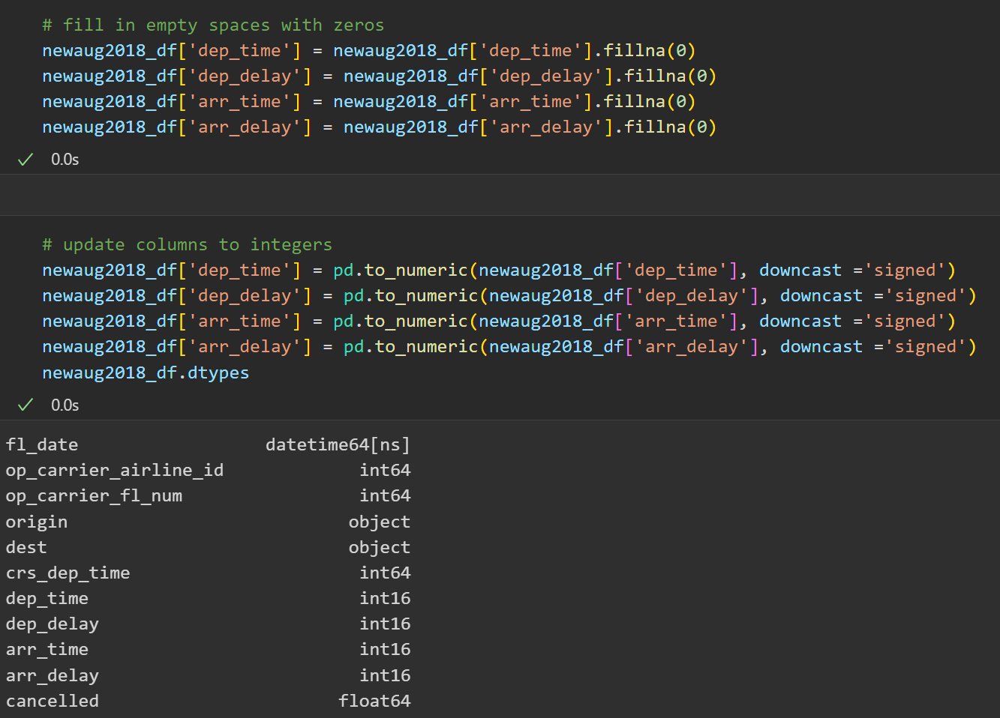 # fill in empty spaces with zeros
newaug2018_df['dep_time'] = newaug2018_df['dep_time'].fillna(0)
newaug2018_df['dep_delay'] = newaug2018_df['dep_delay'].fillna(0)
newaug2018_df['arr_time'] = newaug2018_df['arr_time'].fillna(0)
newaug2018_df['arr_delay'] = newaug2018_df['arr_delay'].fillna(0)
0.0s
# update columns to integers
newaug2018_df['dep_time'] = pd.to_numeric(newaug2018_df['dep_time'], downcast ='signed')
newaug2018_df['dep_delay'] = pd.to_numeric(newaug2018_df['dep_delay'], downcast ='signed')
newaug2018_df['arr_time'] = pd.to_numeric(newaug2018_df['arr_time'], downcast ='signed')
newaug2018_df['arr_delay'] = pd.to_numeric(newaug2018_df['arr_delay'], downcast ='signed')
newaug2018_df.dtypes
0.0s
fl_date datetime64[ns]
op_carrier_airline_id int64
op_carrier_fl_num int64
origin object
dest object
crs_dep_time int64
dep_time int16
dep_delay int16
arr_time int16
arr_delay int16
cancelled float64